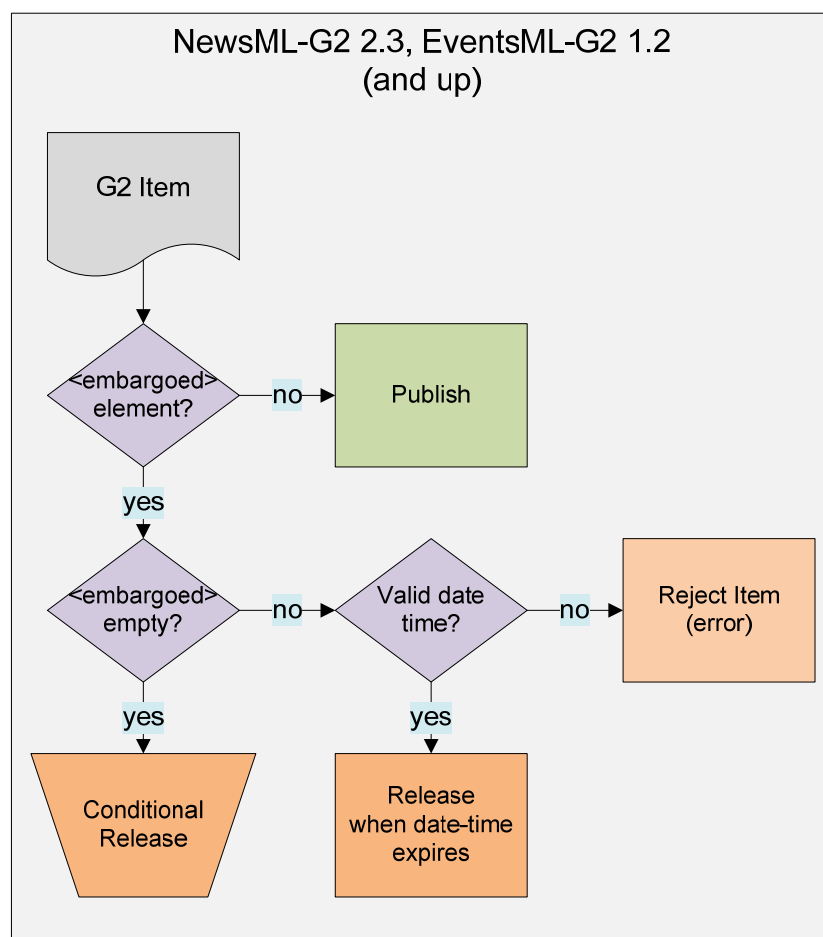 NewsML-G2 2.3, EventsML-G2 1.2
(and up)
G2 Item
<embargoed>
element?
no
Publish
yes
<embargoed>
empty?
no
Valid date
time?
no
Reject Item
(error)
yes
yes
Conditional
Release
Release
when date-time
expires